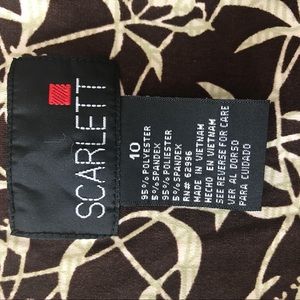 SCARLETT
10
95% POLYESTER
5% SPANDEX
95% POLIESTER
5% SPANDEX
RN# 62996
MADE IN VIETNAM
HECHO EN VIETNAM
SEE REVERSE FOR CARE
VER AL DORSO
PARA CUIDADO